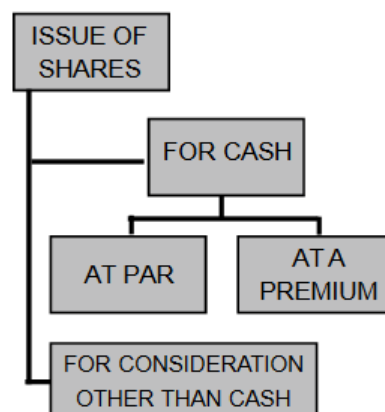 ISSUE OF
SHARES
FOR CASH
AT PAR
AT A
PREMIUM
FOR CONSIDERATION
OTHER THAN CASH